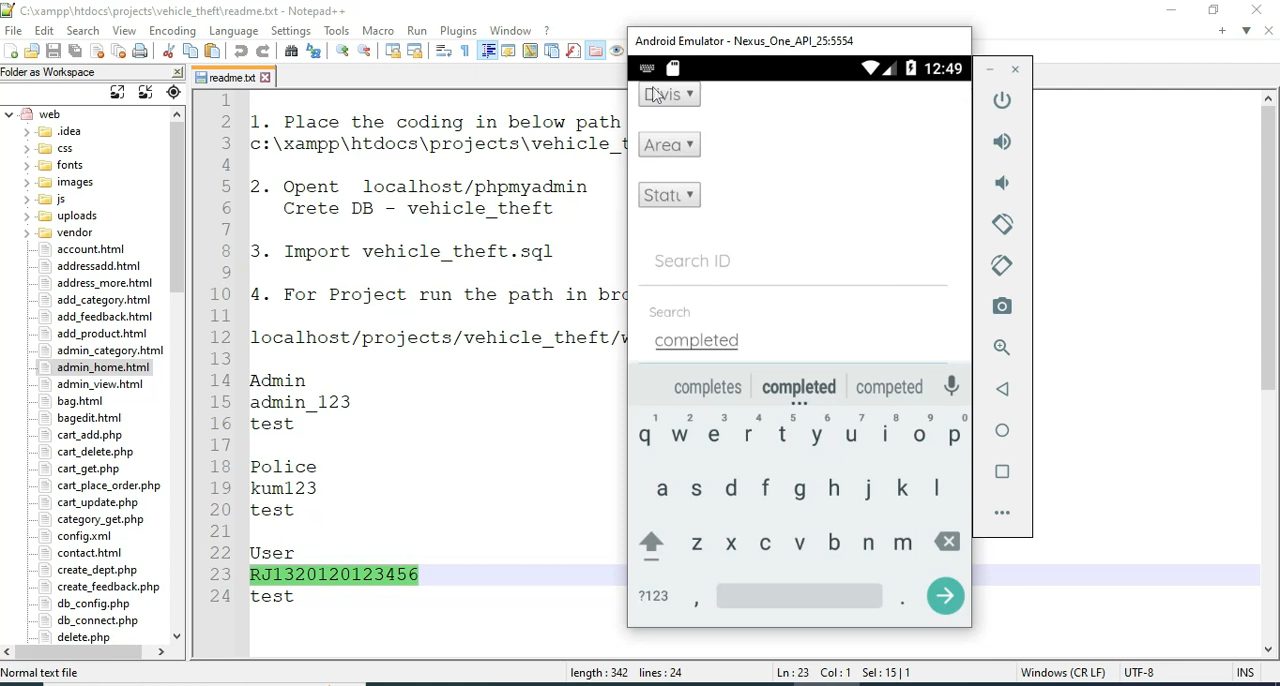 C:\xampp\htdocs\projects\vehicle_theft\readme.txt - Notepad++
File Edit Search View Encoding Language Settings Tools Macro Run Plugins Window ?
Folder as Workspace
readme.txt
web
.idea
css
fonts
images
js
uploads
vendor
account.html
addressadd.html
address_more.html
add_category.html
add_feedback.html
add_product.html
admin_category.html
admin_home.html
admin_view.html
bag.html
bagedit.html
cart_add.php
cart_delete.php
cart_get.php
cart_place_order.php
cart_update.php
category_get.php
config.xml
contact.html
create_dept.php
create_feedback.php
db_config.php
db_connect.php
delete.php
1
2 1. Place the coding in below path
3 c:\xampp\htdocs\projects\vehicle_t
4
5 2. Opent localhost/phpmyadmin
6 Crete DB - vehicle_theft
7
8 3. Import vehicle_theft.sql
9
10 4. For Project run the path in bro
11
12 localhost/projects/vehicle_theft/w
13
14 Admin
15 admin_123
16 test
17
18 Police
19 kum123
20 test
21
22 User
23 RJ1320120123456
24 test
Android Emulator - Nexus_One_API_25:5554
12:49
Divis
Area
Statu
Search ID
Search
completed
completes completed competed
1 2 3 4 5 6 7 8 9 0
q w e r t y u i o p
a s d f g h j k l
z x c v b n m
?123 , .
Normal text file length : 342 lines : 24 Ln : 23 Col : 1 Sel : 15 | 1 Windows (CR LF) UTF-8 INS